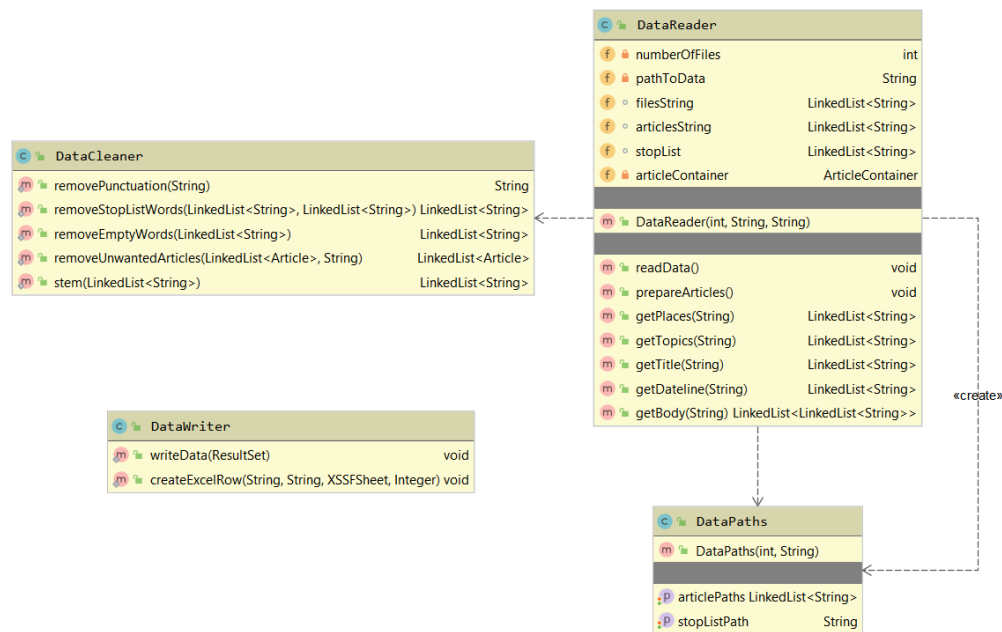 DataReader
numberOfFiles int
pathToData String
filesString LinkedList<String>
articlesString LinkedList<String>
stopList LinkedList<String>
articleContainer ArticleContainer
DataReader(int, String, String)
readData() void
prepareArticles() void
getPlaces(String) LinkedList<String>
getTopics(String) LinkedList<String>
getTitle(String) LinkedList<String>
getDateline(String) LinkedList<String>
getBody(String) LinkedList<LinkedList<String>>
DataCleaner
removePunctuation(String) String
removeStopListWords(LinkedList<String>, LinkedList<String>) LinkedList<String>
removeEmptyWords(LinkedList<String>) LinkedList<String>
removeUnwantedArticles(LinkedList<Article>, String) LinkedList<Article>
stem(LinkedList<String>) LinkedList<String>
«create»
DataWriter
writeData(ResultSet) void
createExcelRow(String, String, XSSFSheet, Integer) void
DataPaths
DataPaths(int, String)
articlePaths LinkedList<String>
stopListPath String